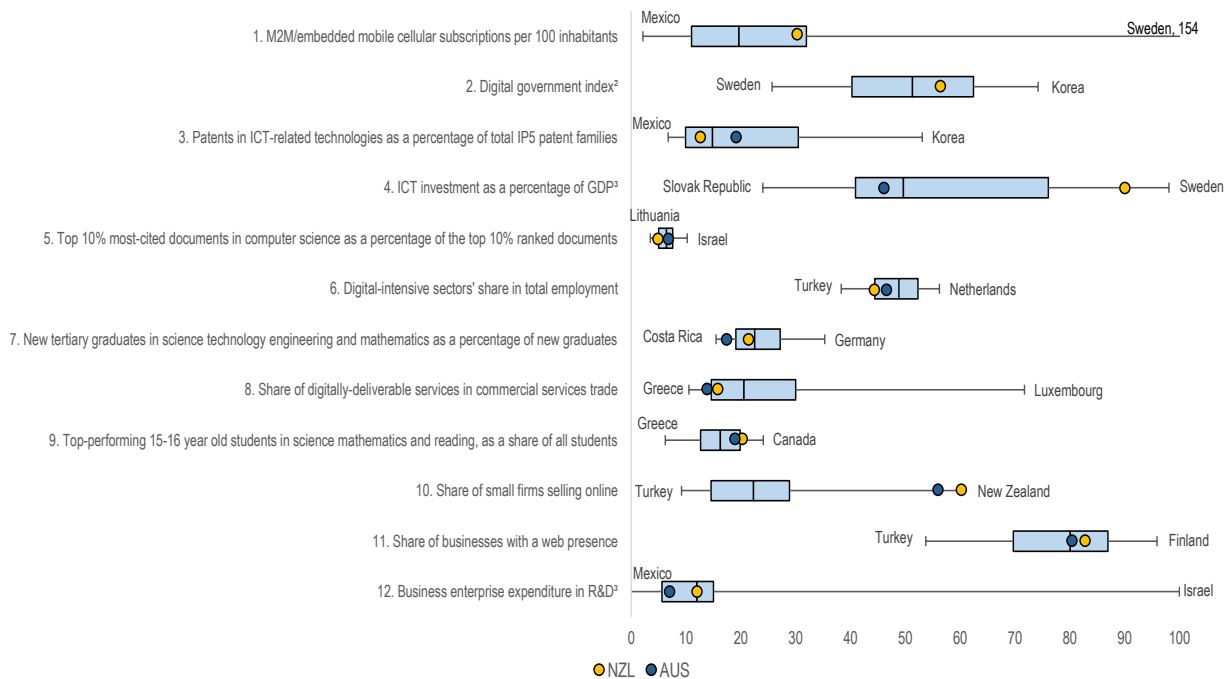 Mexico
Sweden, 154
1. M2M/embedded mobile cellular subscriptions per 100 inhabitants
2. Digital government index²
Sweden
Korea
Mexico
3. Patents in ICT-related technologies as a percentage of total IP5 patent families
Korea
4. ICT investment as a percentage of GDP³
Slovak Republic
Sweden
Lithuania
5. Top 10% most-cited documents in computer science as a percentage of the top 10% ranked documents
Israel
6. Digital-intensive sectors' share in total employment
Turkey
Netherlands
7. New tertiary graduates in science technology engineering and mathematics as a percentage of new graduates
Costa Rica
Germany
8. Share of digitally-deliverable services in commercial services trade
Greece
Luxembourg
Greece
9. Top-performing 15-16 year old students in science mathematics and reading, as a share of all students
Canada
10. Share of small firms selling online
Turkey
New Zealand
11. Share of businesses with a web presence
Turkey
Finland
Mexico
12. Business enterprise expenditure in R&D³
Israel
0 10 20 30 40 50 60 70 80 90 100
NZL AUS